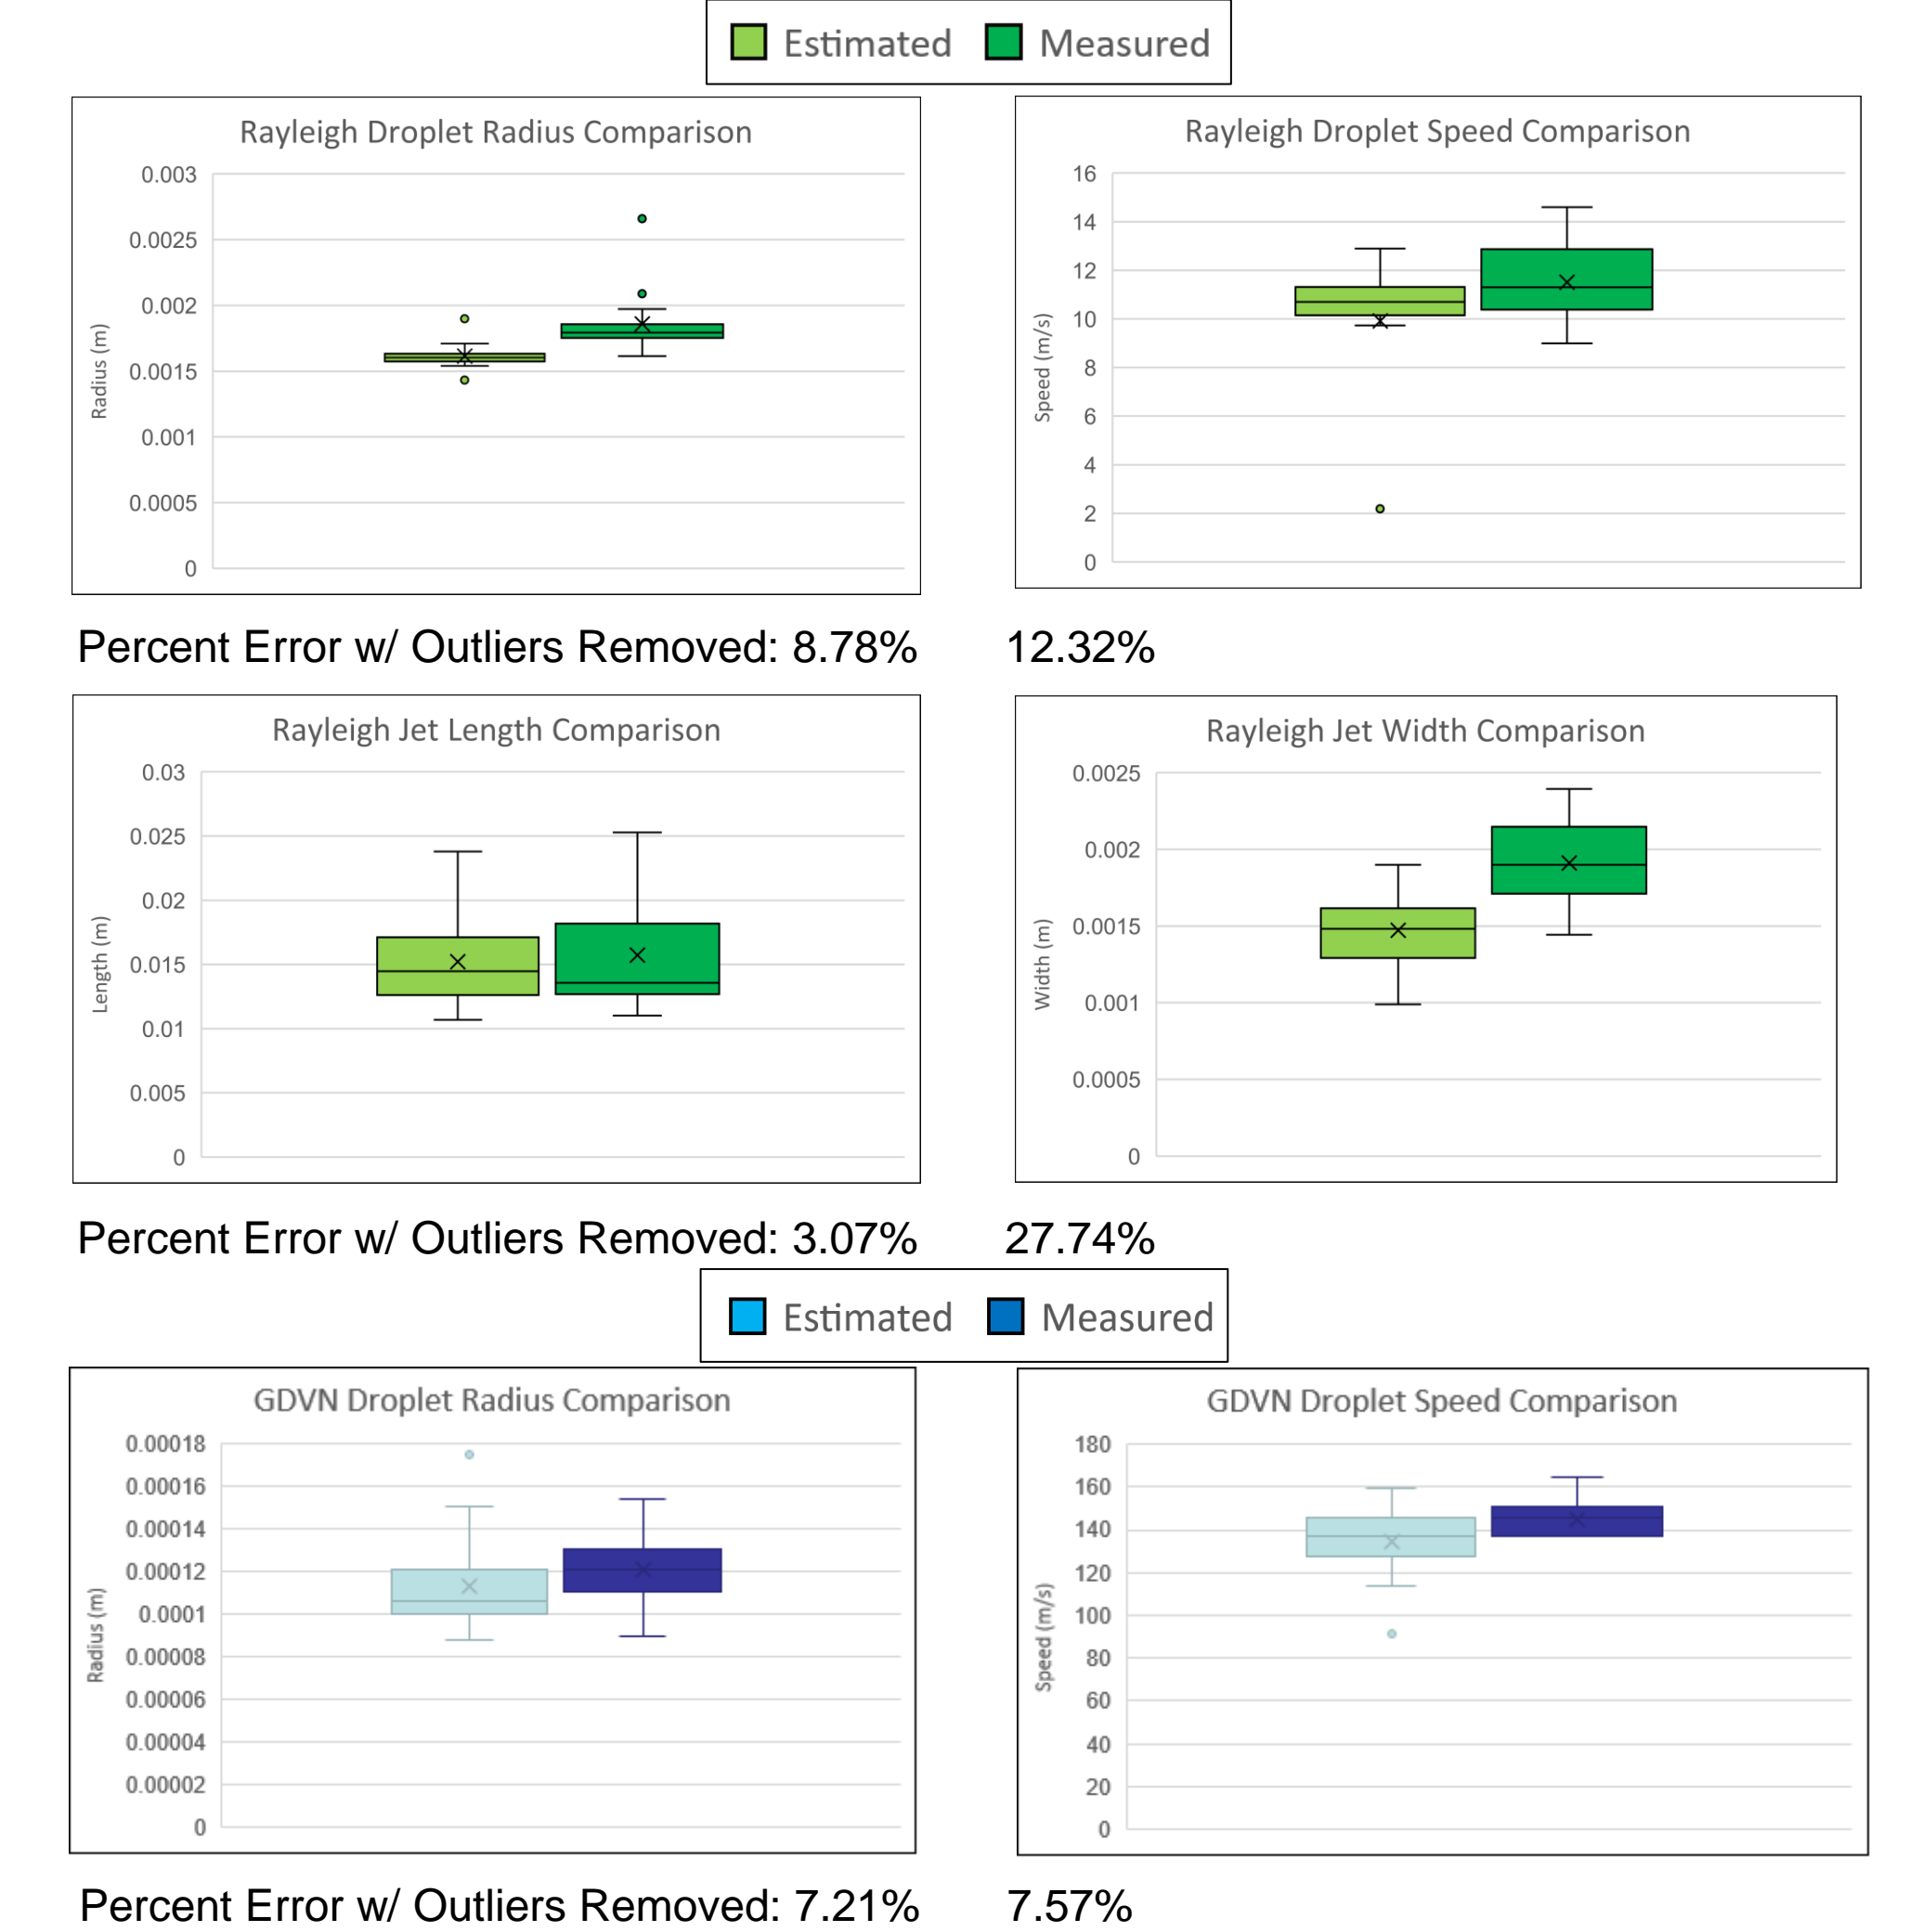 Estimated Measured
Rayleigh Droplet Radius Comparison
0.003
0.0025
0.002
0.0015
0.001
0.0005
0
Radius (m)
Rayleigh Droplet Speed Comparison
16
14
12
10
8
6
4
2
0
Speed (m/s)
Percent Error w/ Outliers Removed: 8.78% 12.32%
Rayleigh Jet Length Comparison
0.03
0.025
0.02
0.015
0.01
0.005
0
Length (m)
Rayleigh Jet Width Comparison
0.0025
0.002
0.0015
0.001
0.0005
0
Width (m)
Percent Error w/ Outliers Removed: 3.07% 27.74%
Estimated Measured
GDVN Droplet Radius Comparison
0.00018
0.00016
0.00014
0.00012
0.0001
0.00008
0.00006
0.00004
0.00002
0
Radius (m)
GDVN Droplet Speed Comparison
180
160
140
120
100
80
60
40
20
0
Speed (m/s)
Percent Error w/ Outliers Removed: 7.21% 7.57%